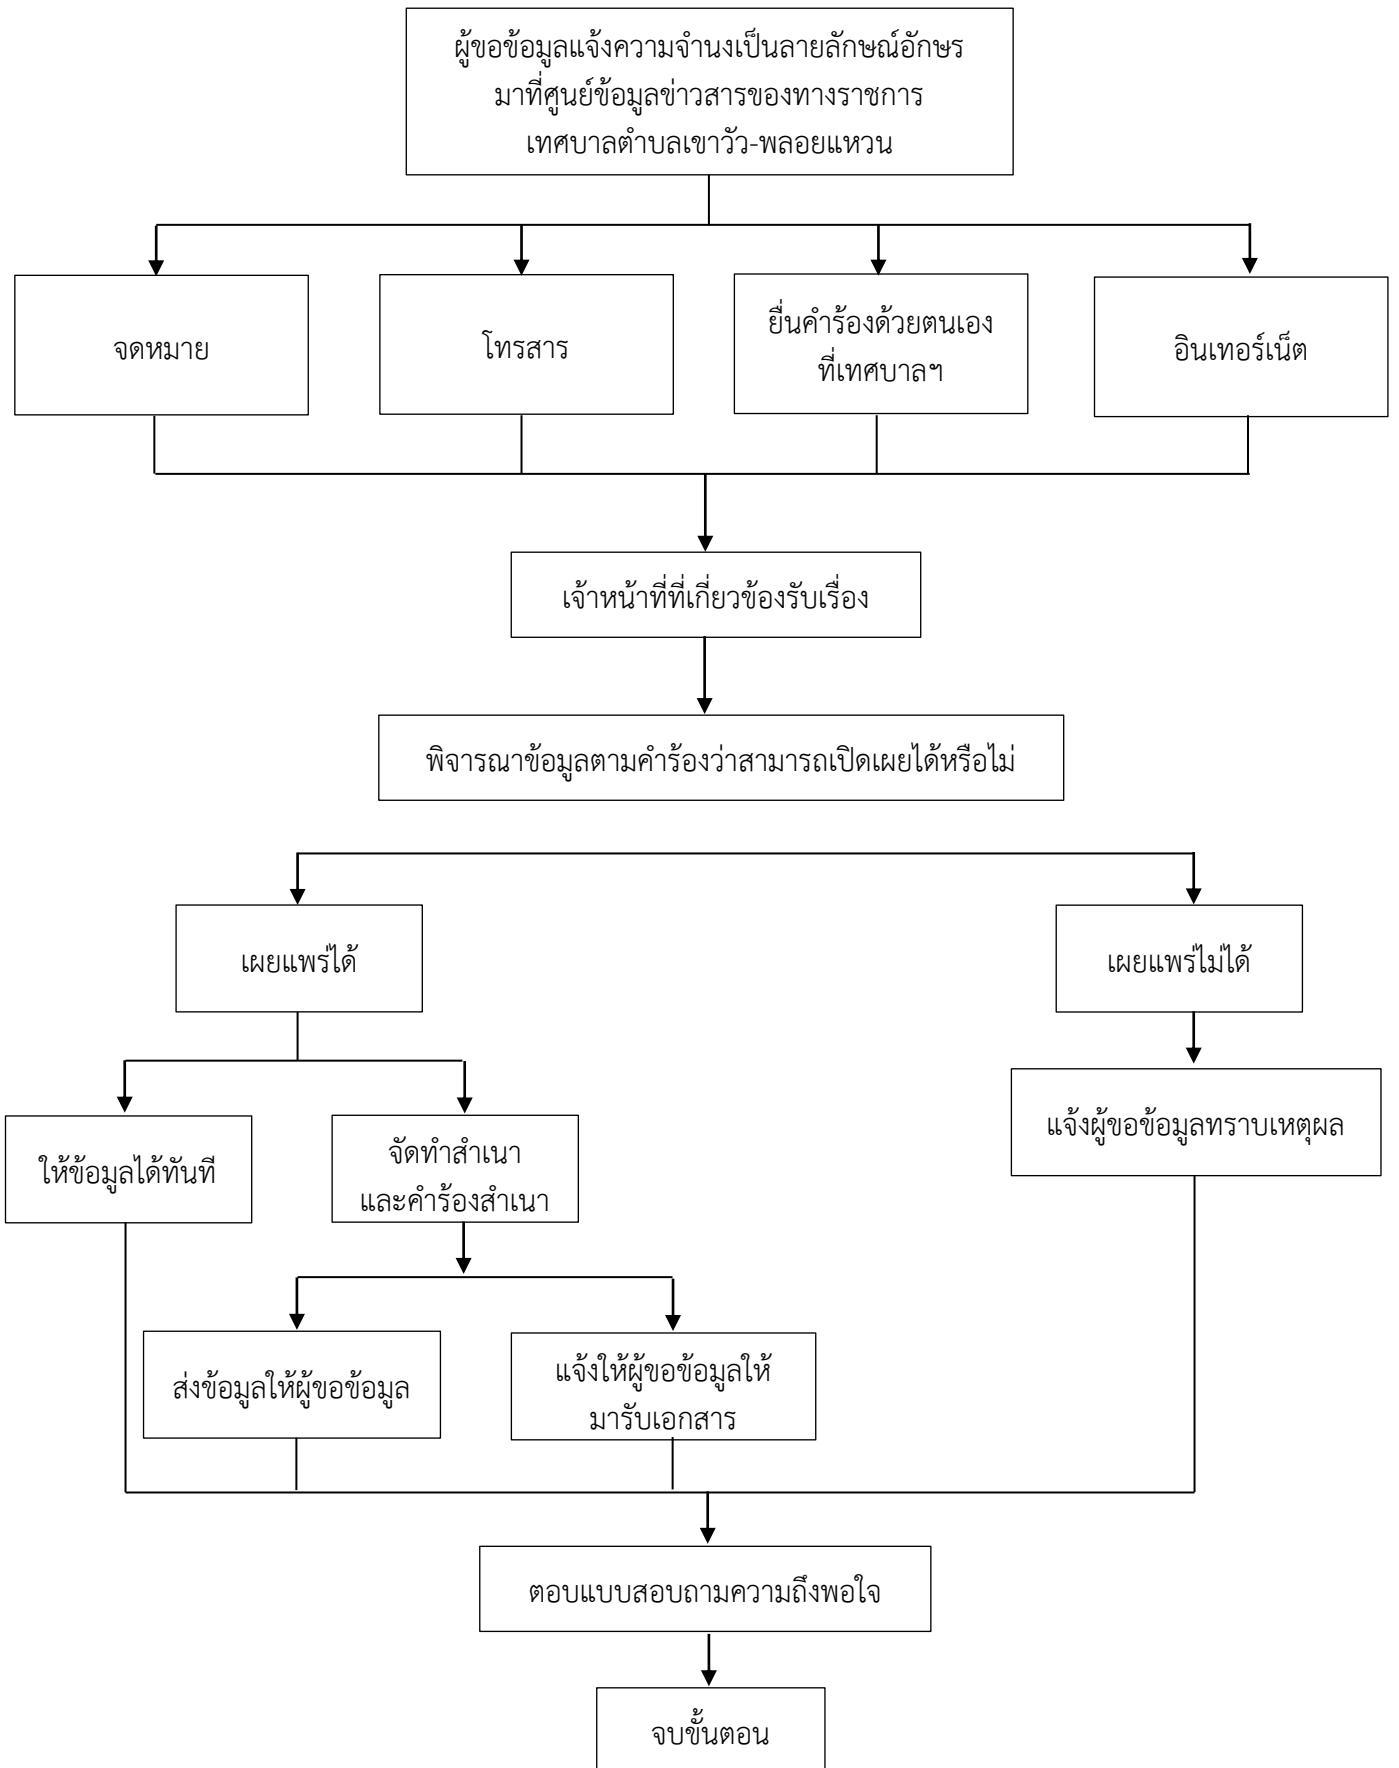 ผู้ขอข้อมูลแจ้งความจำนงเป็นลายลักษณ์อักษร
มาที่ศูนย์ข้อมูลข่าวสารของทางราชการ
เทศบาลตำบลเขาวัว-พลอยแหวน
จดหมาย
โทรสาร
ยื่นคำร้องด้วยตนเอง
ที่เทศบาลฯ
อินเทอร์เน็ต
เจ้าหน้าที่ที่เกี่ยวข้องรับเรื่อง
พิจารณาข้อมูลตามคำร้องว่าสามารถเปิดเผยได้หรือไม่
เผยแพร่ได้
เผยแพร่ไม่ได้
ให้ข้อมูลได้ทันที
จัดทำสำเนา
และคำร้องสำเนา
แจ้งผู้ขอข้อมูลทราบเหตุผล
ส่งข้อมูลให้ผู้ขอข้อมูล
แจ้งให้ผู้ขอข้อมูลให้
มารับเอกสาร
ตอบแบบสอบถามความถึงพอใจ
จบขั้นตอน